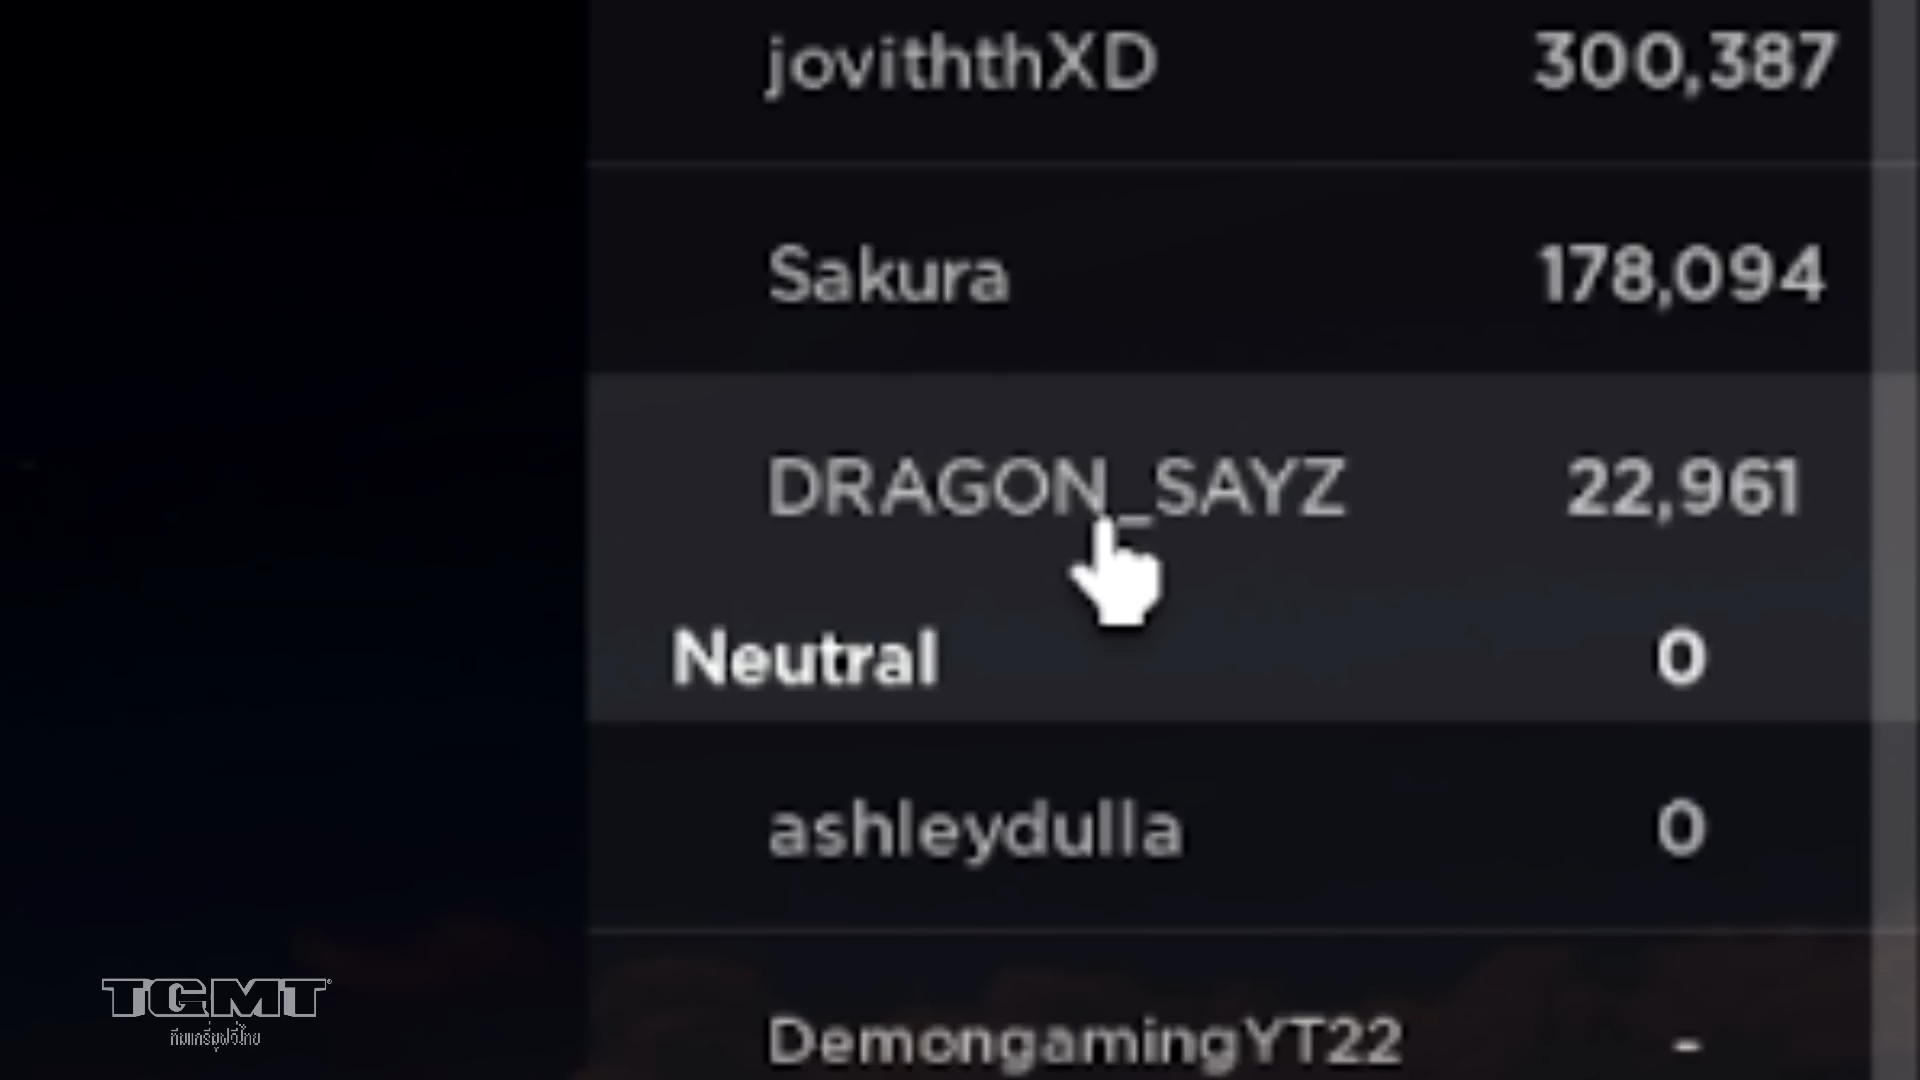 joviththXD 300,387
Sakura 178,094
DRAGON_SAYZ 22,961
Neutral 0
ashleydulla 0
DemongamingYT22 -
TGMT